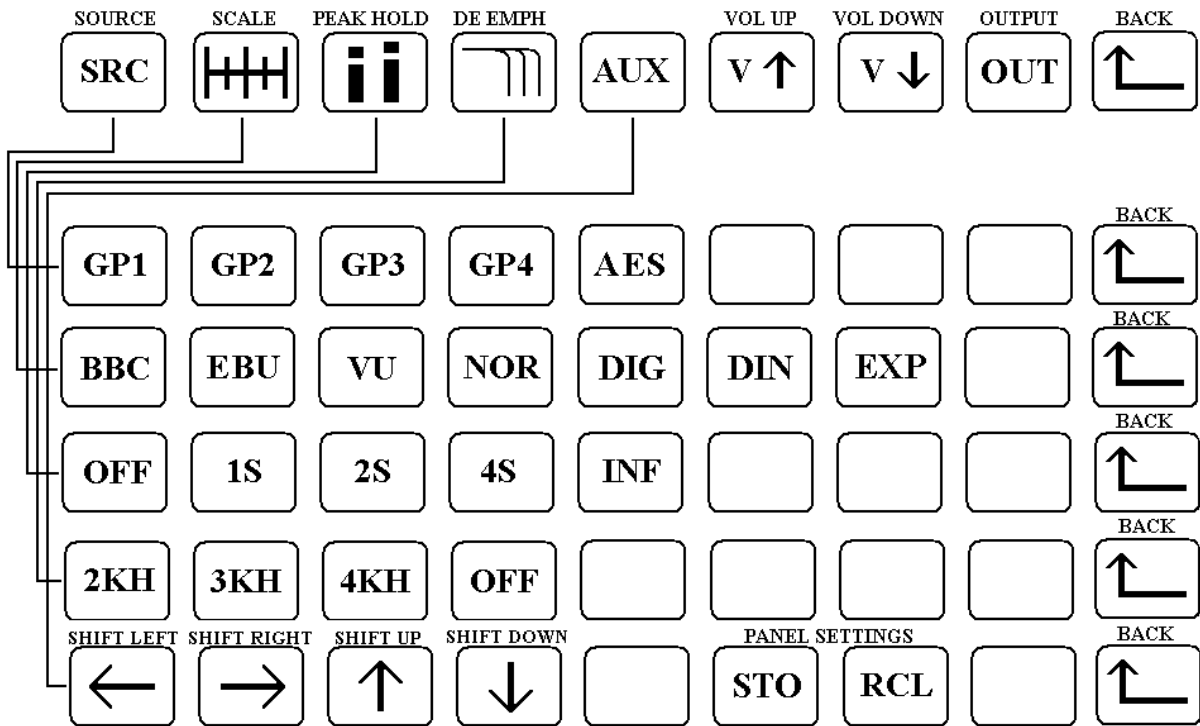 SOURCE SCALE PEAK HOLD DE EMPH VOL UP VOL DOWN OUTPUT BACK
SRC AUX V ↑ V ↓ OUT
BACK
GP1 GP2 GP3 GP4 AES
BACK
BBC EBU VU NOR DIG DIN EXP
BACK
OFF 1S 2S 4S INF
BACK
2KH 3KH 4KH OFF
SHIFT LEFT SHIFT RIGHT SHIFT UP SHIFT DOWN PANEL SETTINGS BACK
← → ↑ ↓ STO RCL